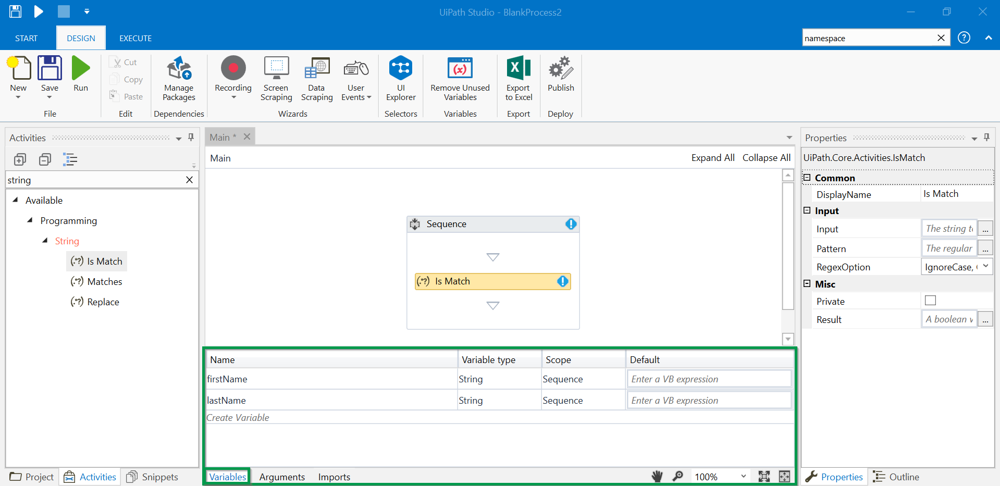 UiPath Studio - BlankProcess2
START DESIGN EXECUTE namespace
New Save Run
Cut
Copy
Paste
Manage Packages
Recording
Screen Scraping
Data Scraping
User Events
UI Explorer
Remove Unused Variables
Export to Excel
Publish
File Edit Dependencies Wizards Selectors Variables Export Deploy
Activities
string
Available
Programming
String
(.*?) Is Match
(.*?) Matches
(.*?) Replace
Project Activities Snippets
Main *
Main Expand All Collapse All
Sequence
(.*?) Is Match
Name Variable type Scope Default
firstName String Sequence Enter a VB expression
lastName String Sequence Enter a VB expression
Create Variable
Variables Arguments Imports 100%
Properties
UiPath.Core.Activities.IsMatch
Common
DisplayName Is Match
Input
Input The string ...
Pattern The regular ...
RegexOption IgnoreCase,
Misc
Private
Result A boolean ...
Properties Outline